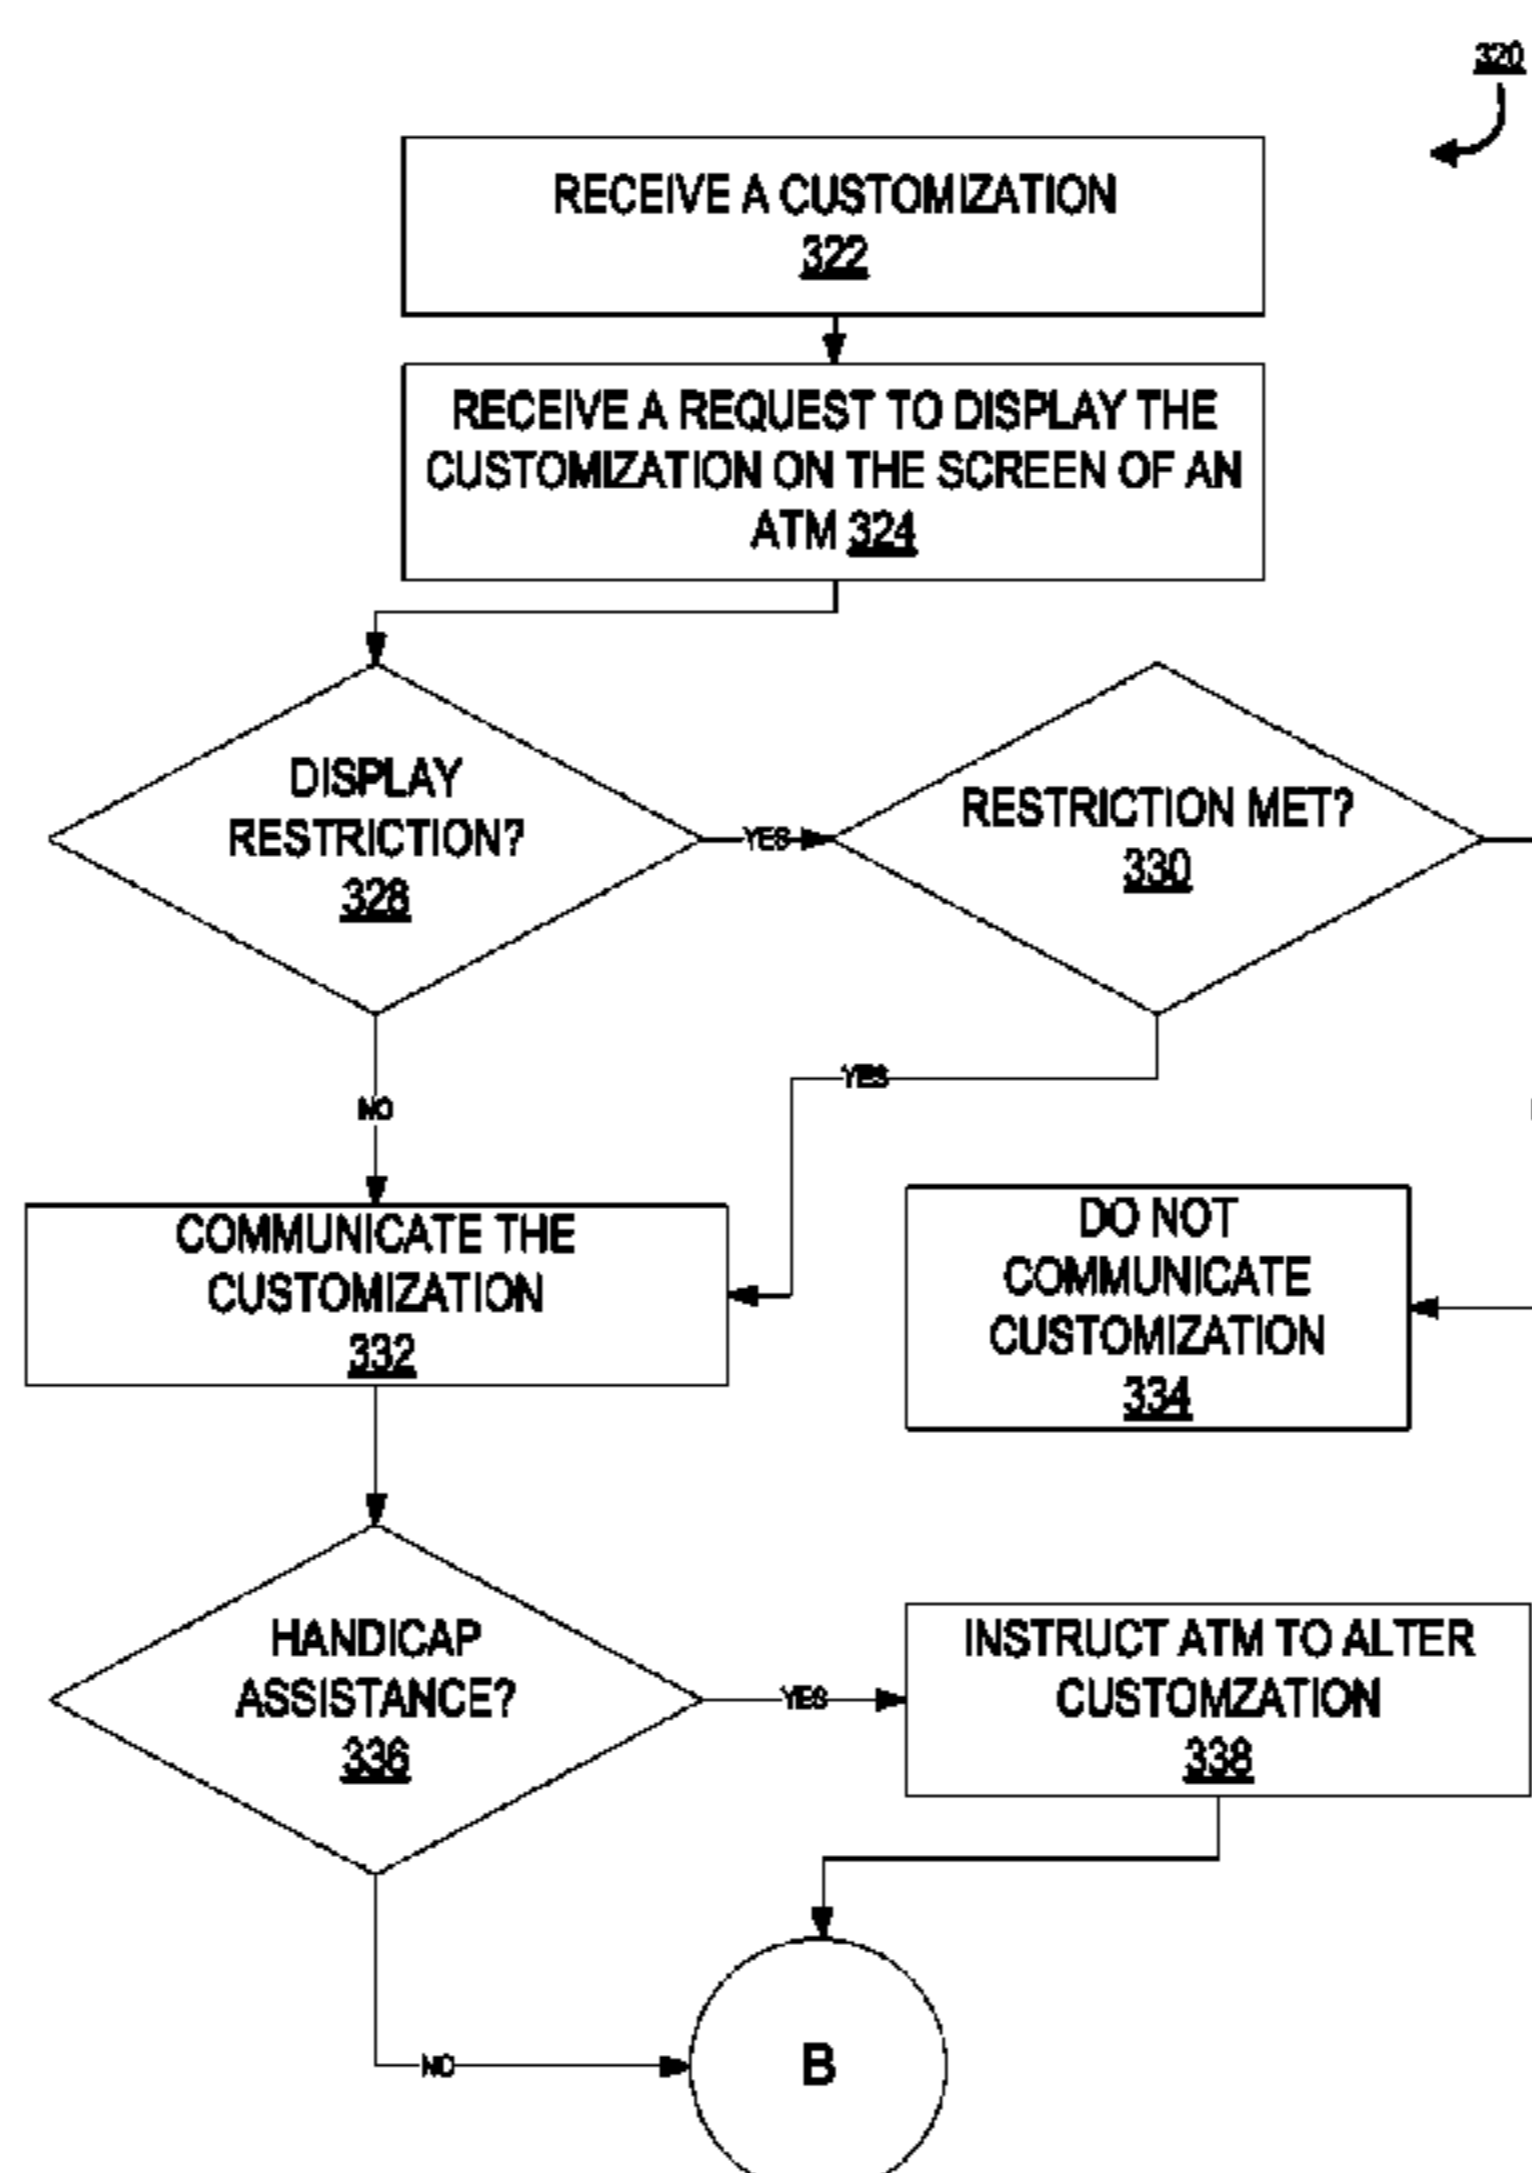 320
RECEIVE A CUSTOMIZATION
322
RECEIVE A REQUEST TO DISPLAY THE
CUSTOMIZATION ON THE SCREEN OF AN
ATM 324
DISPLAY
RESTRICTION?
328
YES
RESTRICTION MET?
330
YES
NO
COMMUNICATE THE
CUSTOMIZATION
332
DO NOT
COMMUNICATE
CUSTOMIZATION
334
HANDICAP
ASSISTANCE?
336
YES
INSTRUCT ATM TO ALTER
CUSTOMZATION
338
NO
B